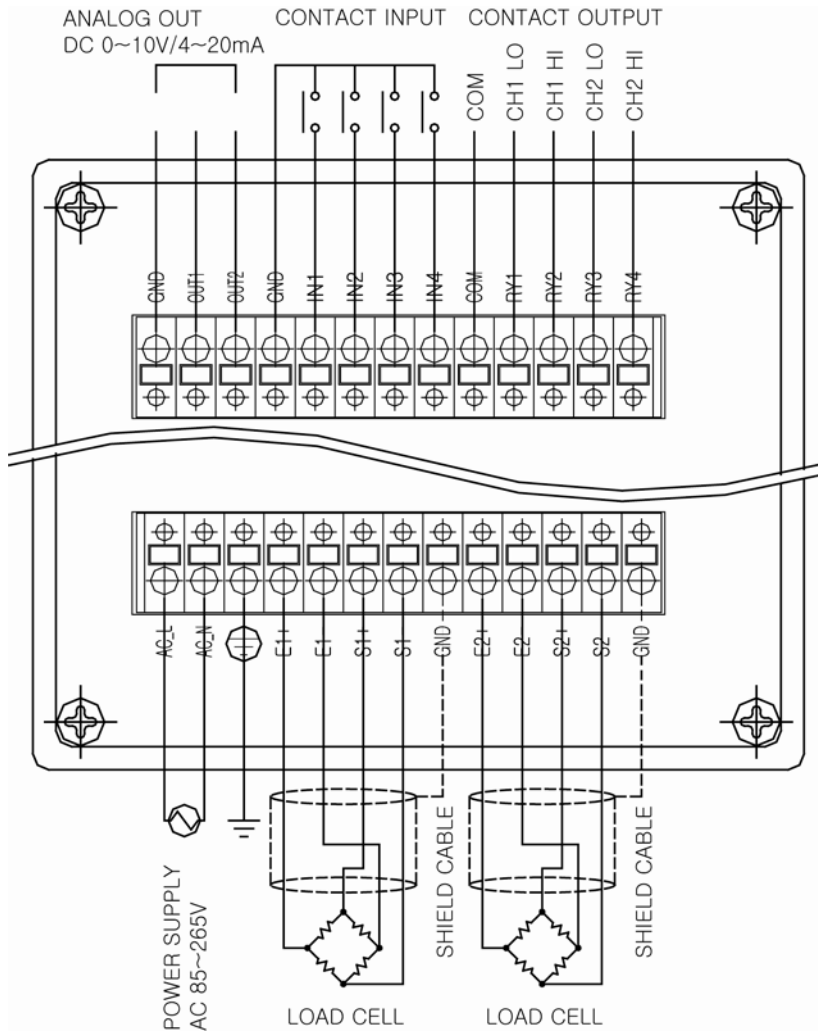 ANALOG OUT
DC 0~10V/4~20mA
CONTACT INPUT
CONTACT OUTPUT
COM
CH1 LO
CH1 HI
CH2 LO
CH2 HI
GND
OUT1
OUT2
GND
IN1
IN2
IN3
IN4
COM
RY1
RY2
RY3
RY4
AC_L
AC_N
E1+
E1
S1+
S1
GND
E2+
E2
S2+
S2
GND
POWER SUPPLY
AC 85~265V
SHIELD CABLE
SHIELD CABLE
LOAD CELL
LOAD CELL